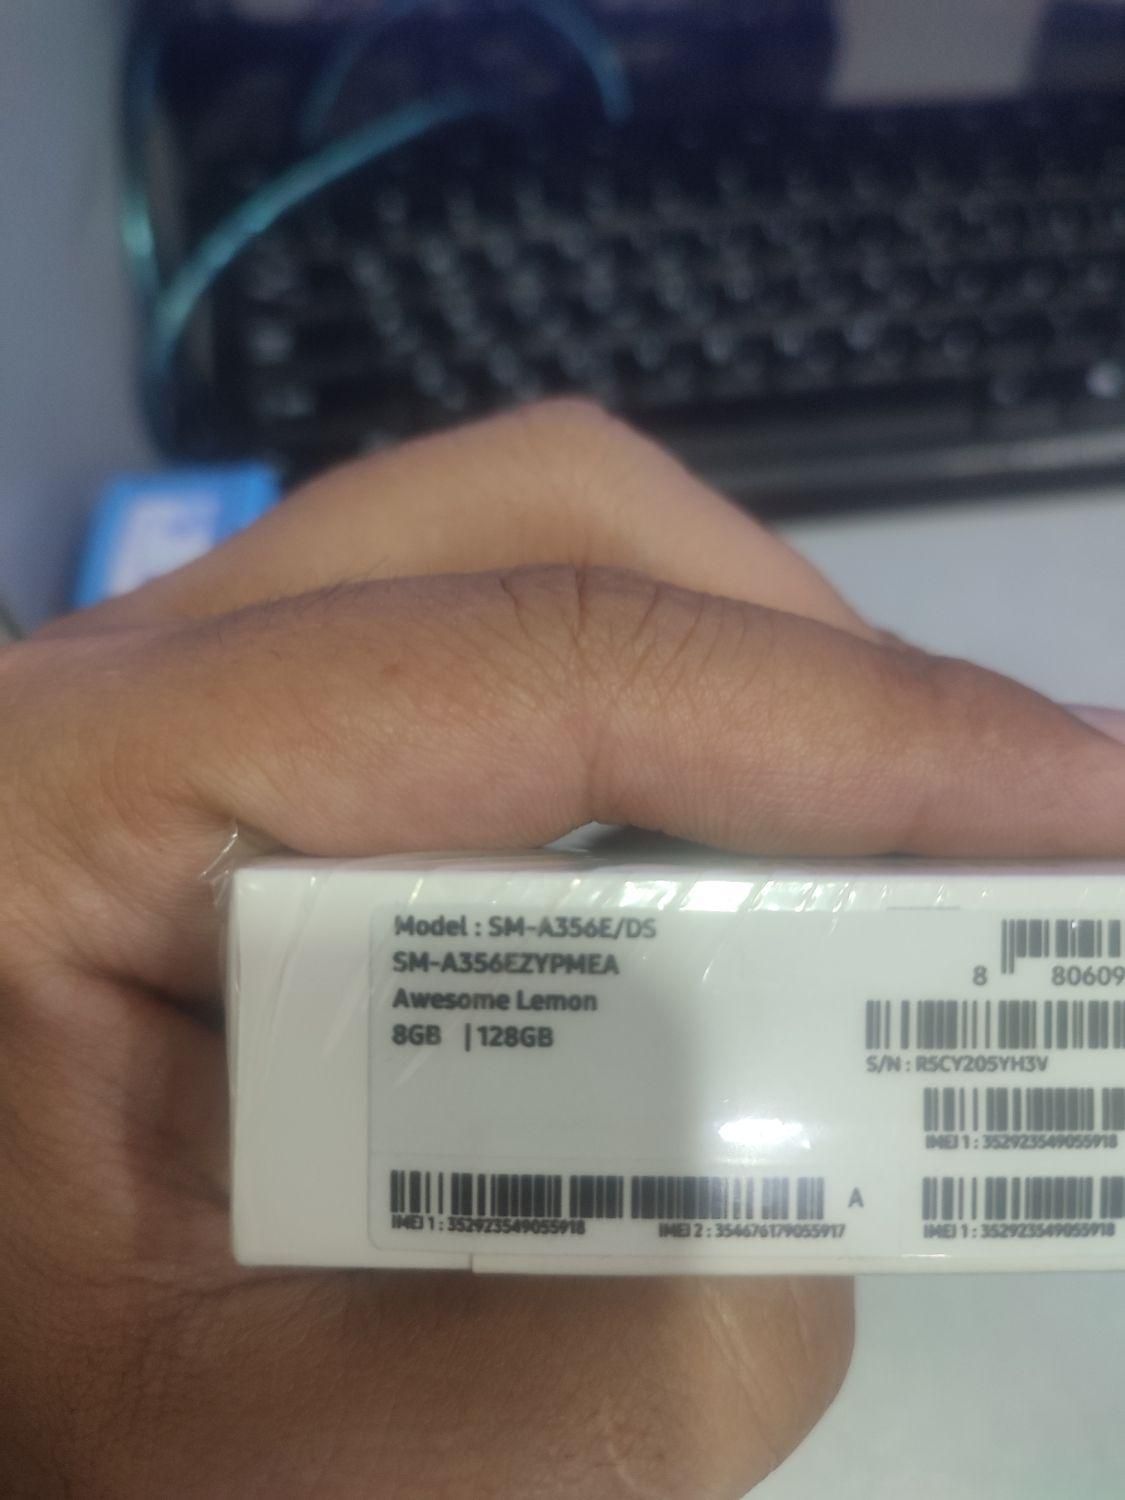 Model : SM-A356E/DS
SM-A356EZYPMEA
Awesome Lemon
8GB | 128GB
8 80609
S/N : R5CY205YH3V
IMEI 1 : 352923549055918
IMEI 1 : 352923549055918
IMEI 2 : 354676179055917
A
IMEI 1 : 352923549055918